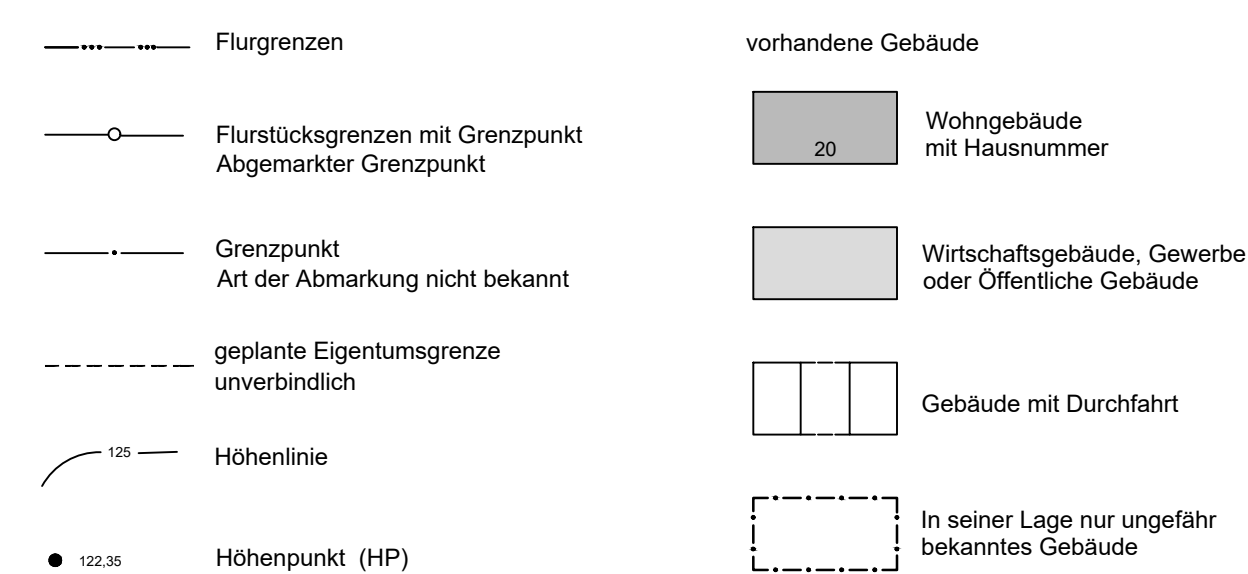 Flurgrenzen
Flurstücksgrenzen mit Grenzpunkt
Abgemarkter Grenzpunkt
Grenzpunkt
Art der Abmarkung nicht bekannt
geplante Eigentumsgrenze
unverbindlich
125
Höhenlinie
122,35
Höhenpunkt (HP)
vorhandene Gebäude
20
Wohngebäude
mit Hausnummer
Wirtschaftsgebäude, Gewerbe
oder Öffentliche Gebäude
Gebäude mit Durchfahrt
In seiner Lage nur ungefähr
bekanntes Gebäude